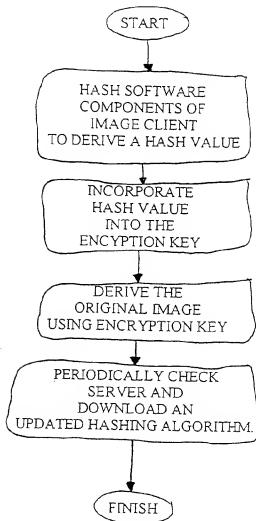 START
HASH SOFTWARE
COMPONENTS OF
IMAGE CLIENT
TO DERIVE A HASH VALUE
INCORPORATE
HASH VALUE
INTO THE
ENCYPTION KEY
DERIVE THE
ORIGINAL IMAGE
USING ENCRYPTION KEY
PERIODICALLY CHECK
SERVER AND
DOWNLOAD AN
UPDATED HASHING ALGORITHM.
FINISH